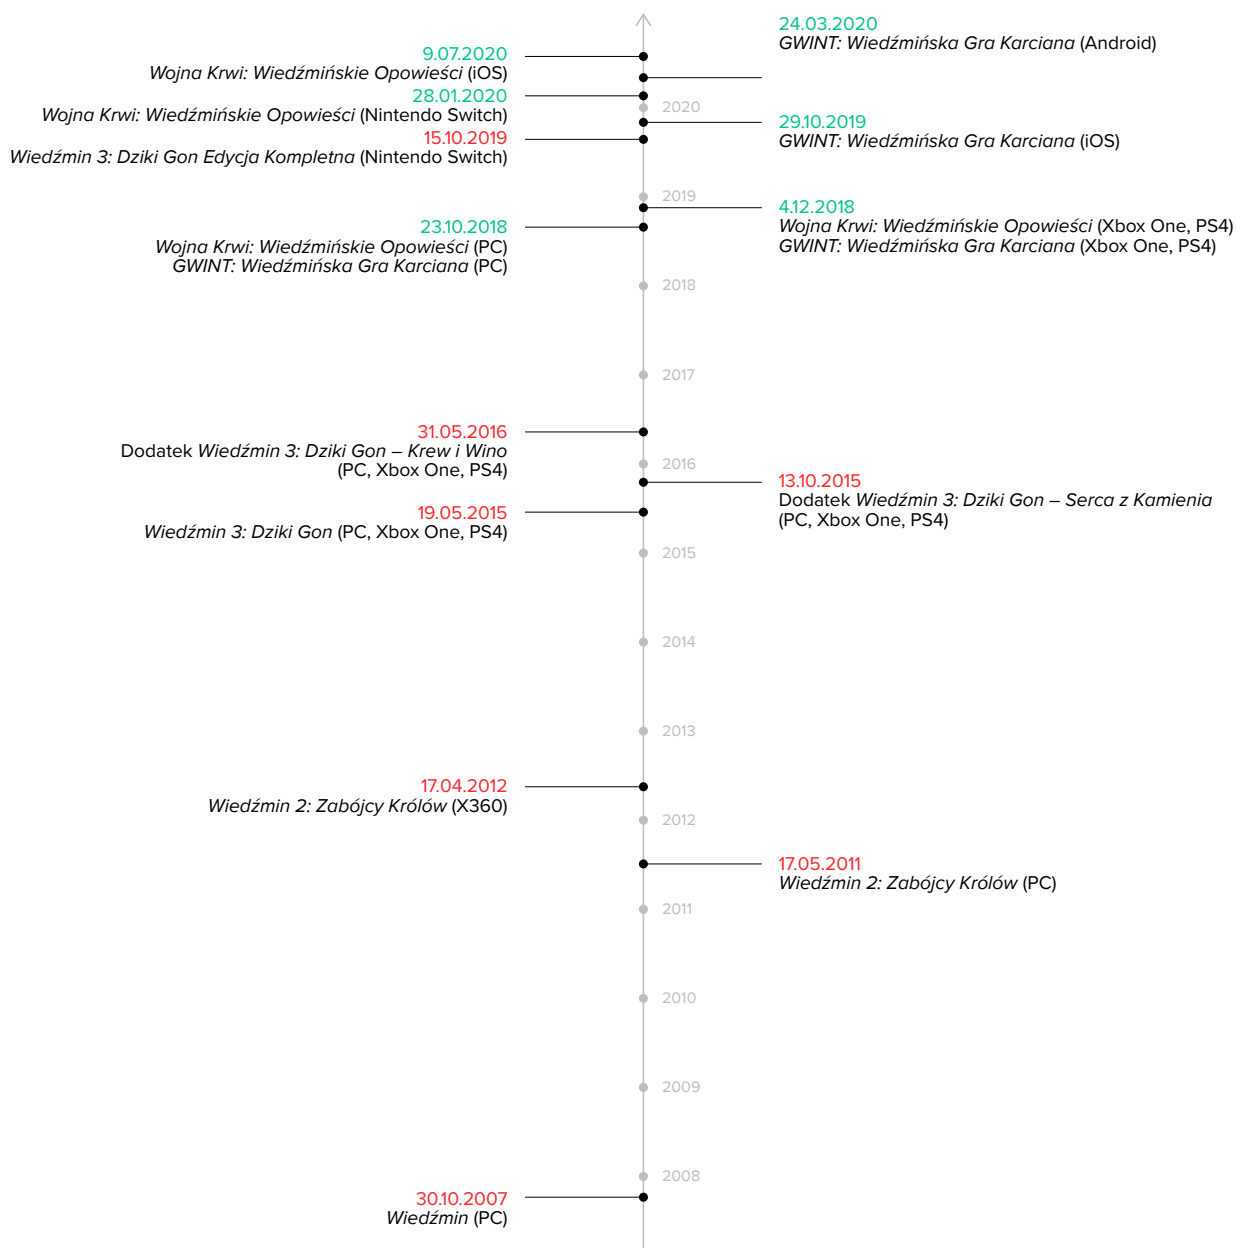 24.03.2020
GWINT: Wiedźmińska Gra Karciana (Android)
9.07.2020
Wojna Krwi: Wiedźmińskie Opowieści (iOS)
28.01.2020
Wojna Krwi: Wiedźmińskie Opowieści (Nintendo Switch)
2020
29.10.2019
GWINT: Wiedźmińska Gra Karciana (iOS)
15.10.2019
Wiedźmin 3: Dziki Gon Edycja Kompletna (Nintendo Switch)
2019
4.12.2018
Wojna Krwi: Wiedźmińskie Opowieści (Xbox One, PS4)
GWINT: Wiedźmińska Gra Karciana (Xbox One, PS4)
23.10.2018
Wojna Krwi: Wiedźmińskie Opowieści (PC)
GWINT: Wiedźmińska Gra Karciana (PC)
2018
2017
31.05.2016
Dodatek Wiedźmin 3: Dziki Gon – Krew i Wino
(PC, Xbox One, PS4)
2016
13.10.2015
Dodatek Wiedźmin 3: Dziki Gon – Serca z Kamienia
(PC, Xbox One, PS4)
19.05.2015
Wiedźmin 3: Dziki Gon (PC, Xbox One, PS4)
2015
2014
2013
17.04.2012
Wiedźmin 2: Zabójcy Królów (X360)
2012
17.05.2011
Wiedźmin 2: Zabójcy Królów (PC)
2011
2010
2009
2008
30.10.2007
Wiedźmin (PC)